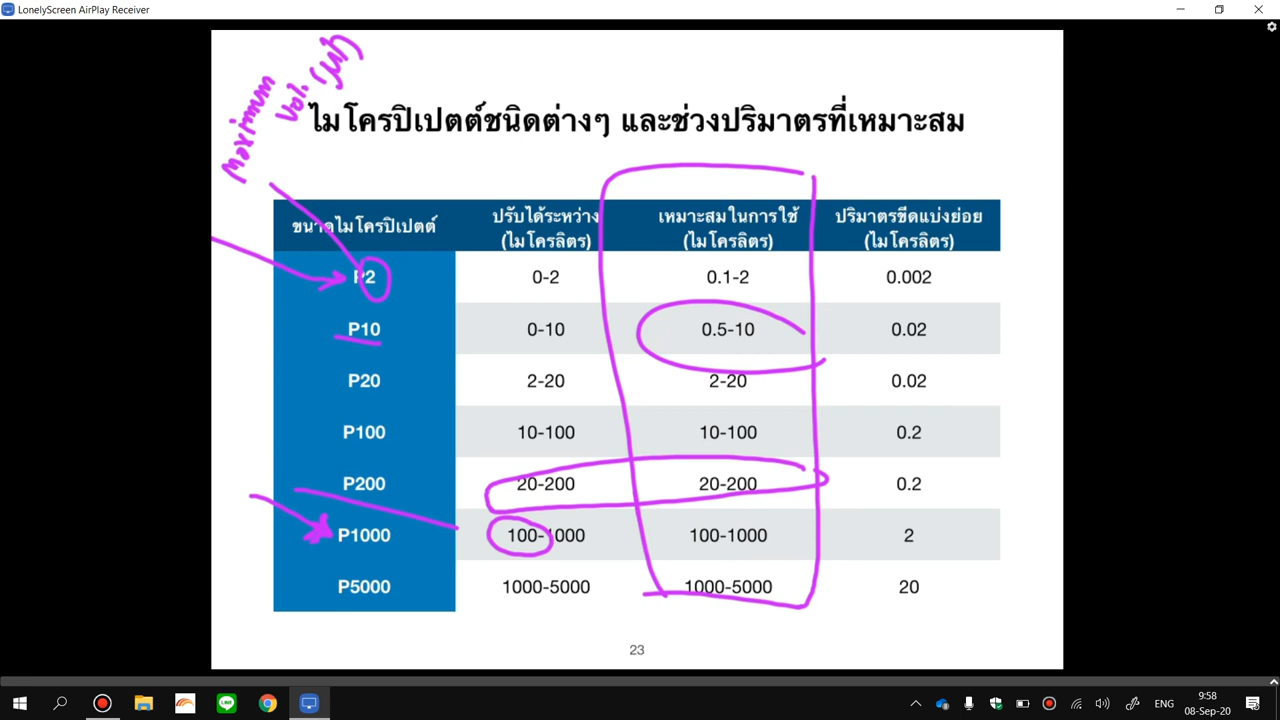 LonelyScreen AirPlay Receiver
maximum
Vol. (µl)
ไมโครปิเปตต์ชนิดต่างๆ และช่วงปริมาตรที่เหมาะสม
ขนาดไมโครปิเปตต์ ปรับได้ระหว่าง (ไมโครลิตร) เหมาะสมในการใช้ (ไมโครลิตร) ปริมาตรขีดแบ่งย่อย (ไมโครลิตร)
P2 0-2 0.1-2 0.002
P10 0-10 0.5-10 0.02
P20 2-20 2-20 0.02
P100 10-100 10-100 0.2
P200 20-200 20-200 0.2
P1000 100-1000 100-1000 2
P5000 1000-5000 1000-5000 20
23
LINE
ENG
9:58
08-Sep-20